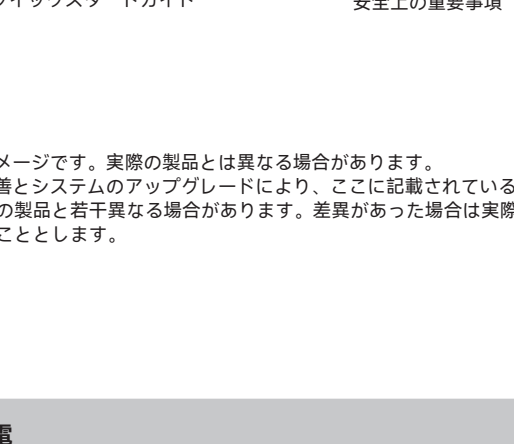 イックスタートガイド
安全上の重要事項
メージです。実際の製品とは異なる場合があります。
善とシステムのアップグレードにより、ここに記載されている
の製品と若干異なる場合があります。差異があった場合は実際
こととします。
電